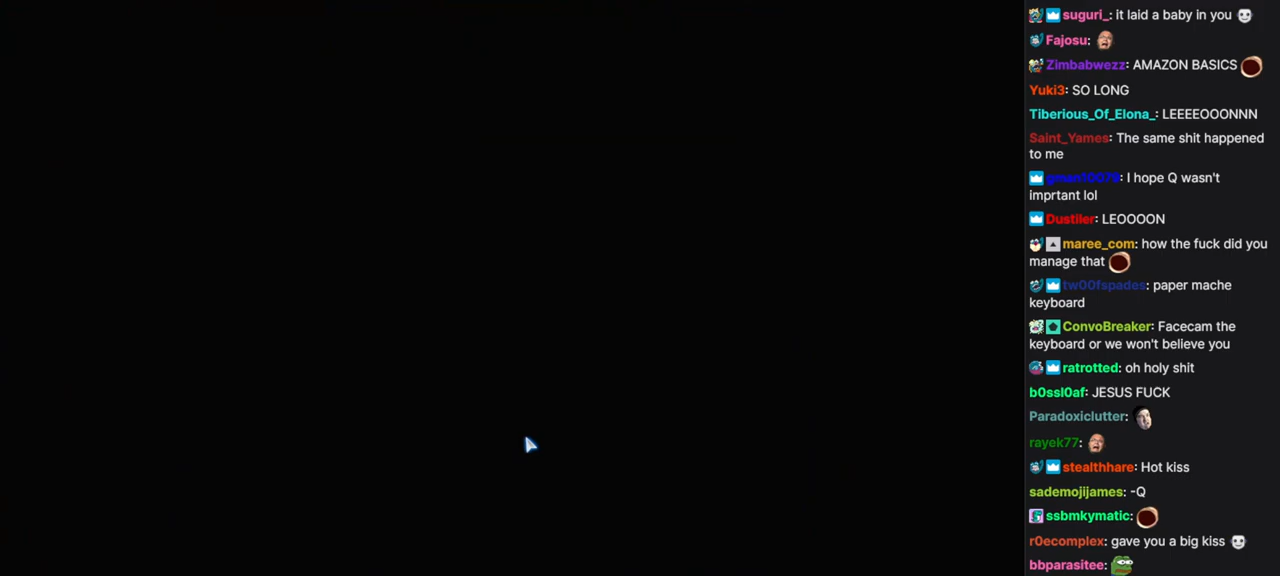 suguri_: it laid a baby in you
Fajosu:
Zimbabwezz: AMAZON BASICS
Yuki3: SO LONG
Tiberious_Of_Elona_: LEEEEOOONNN
Saint_Yames: The same shit happened
to me
gman10079: I hope Q wasn't
imprtant lol
Dustiler: LEOOOON
maree_com: how the fuck did you
manage that
tw00fspades: paper mache
keyboard
ConvoBreaker: Facecam the
keyboard or we won't believe you
ratrotted: oh holy shit
b0ssl0af: JESUS FUCK
Paradoxiclutter:
rayek77:
stealthhare: Hot kiss
sademojijames: -Q
ssbmkymatic:
r0ecomplex: gave you a big kiss
bbparasitee: